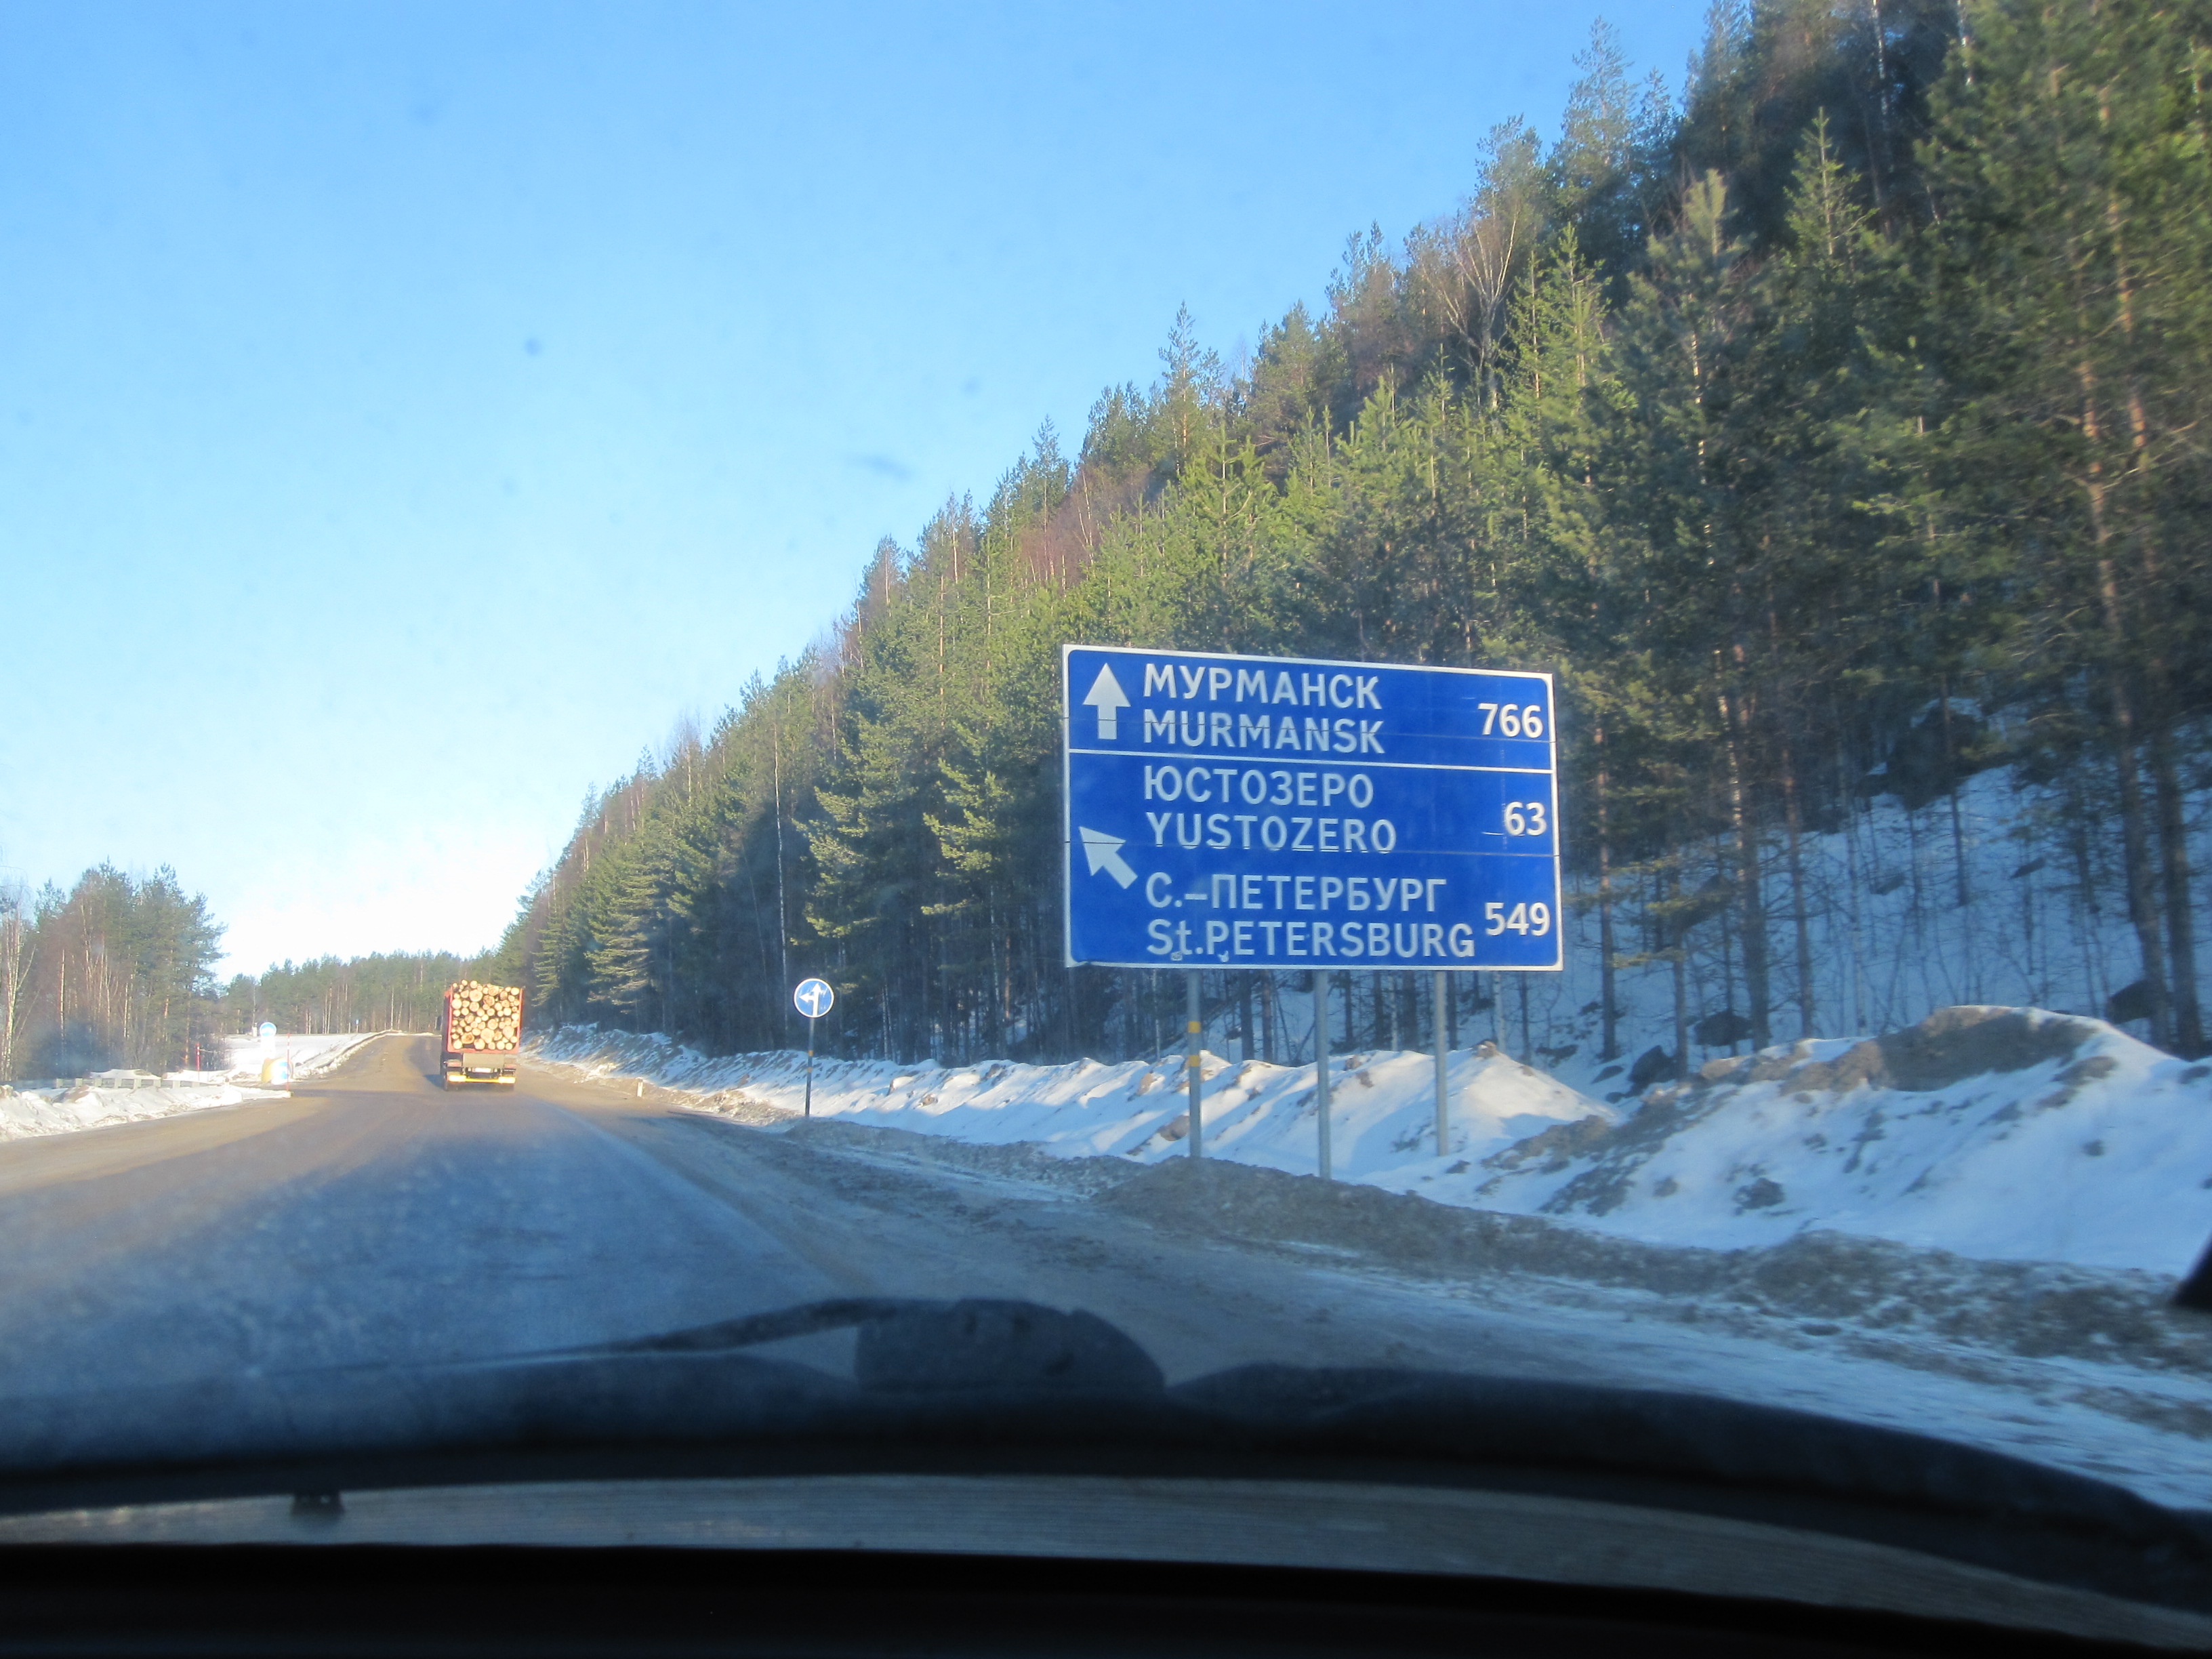 МУРМАНСК
MURMANSK 766
ЮСТОЗЕРО
YUSTOZERO 63
С.-ПЕТЕРБУРГ
St.PETERSBURG 549